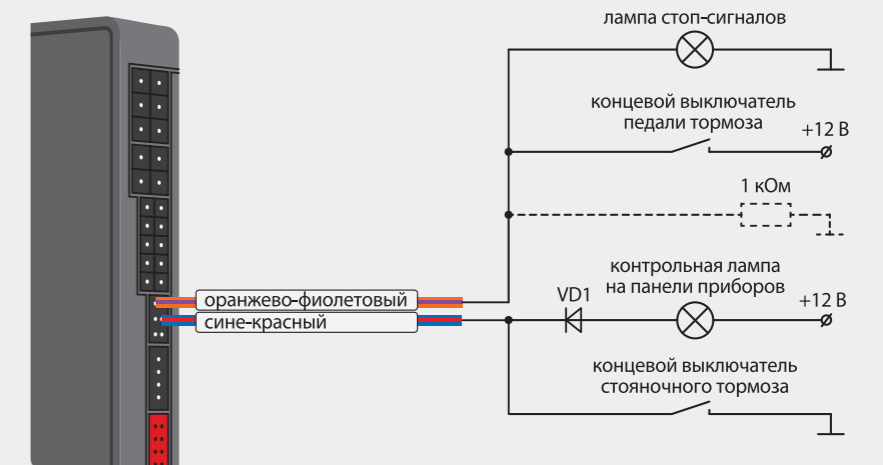 лампа стоп-сигналов
концевой выключатель
педали тормоза
+12 В
1 кОм
оранжево-фиолетовый
сине-красный
VD1
контрольная лампа
на панели приборов
+12 В
концевой выключатель
стояночного тормоза